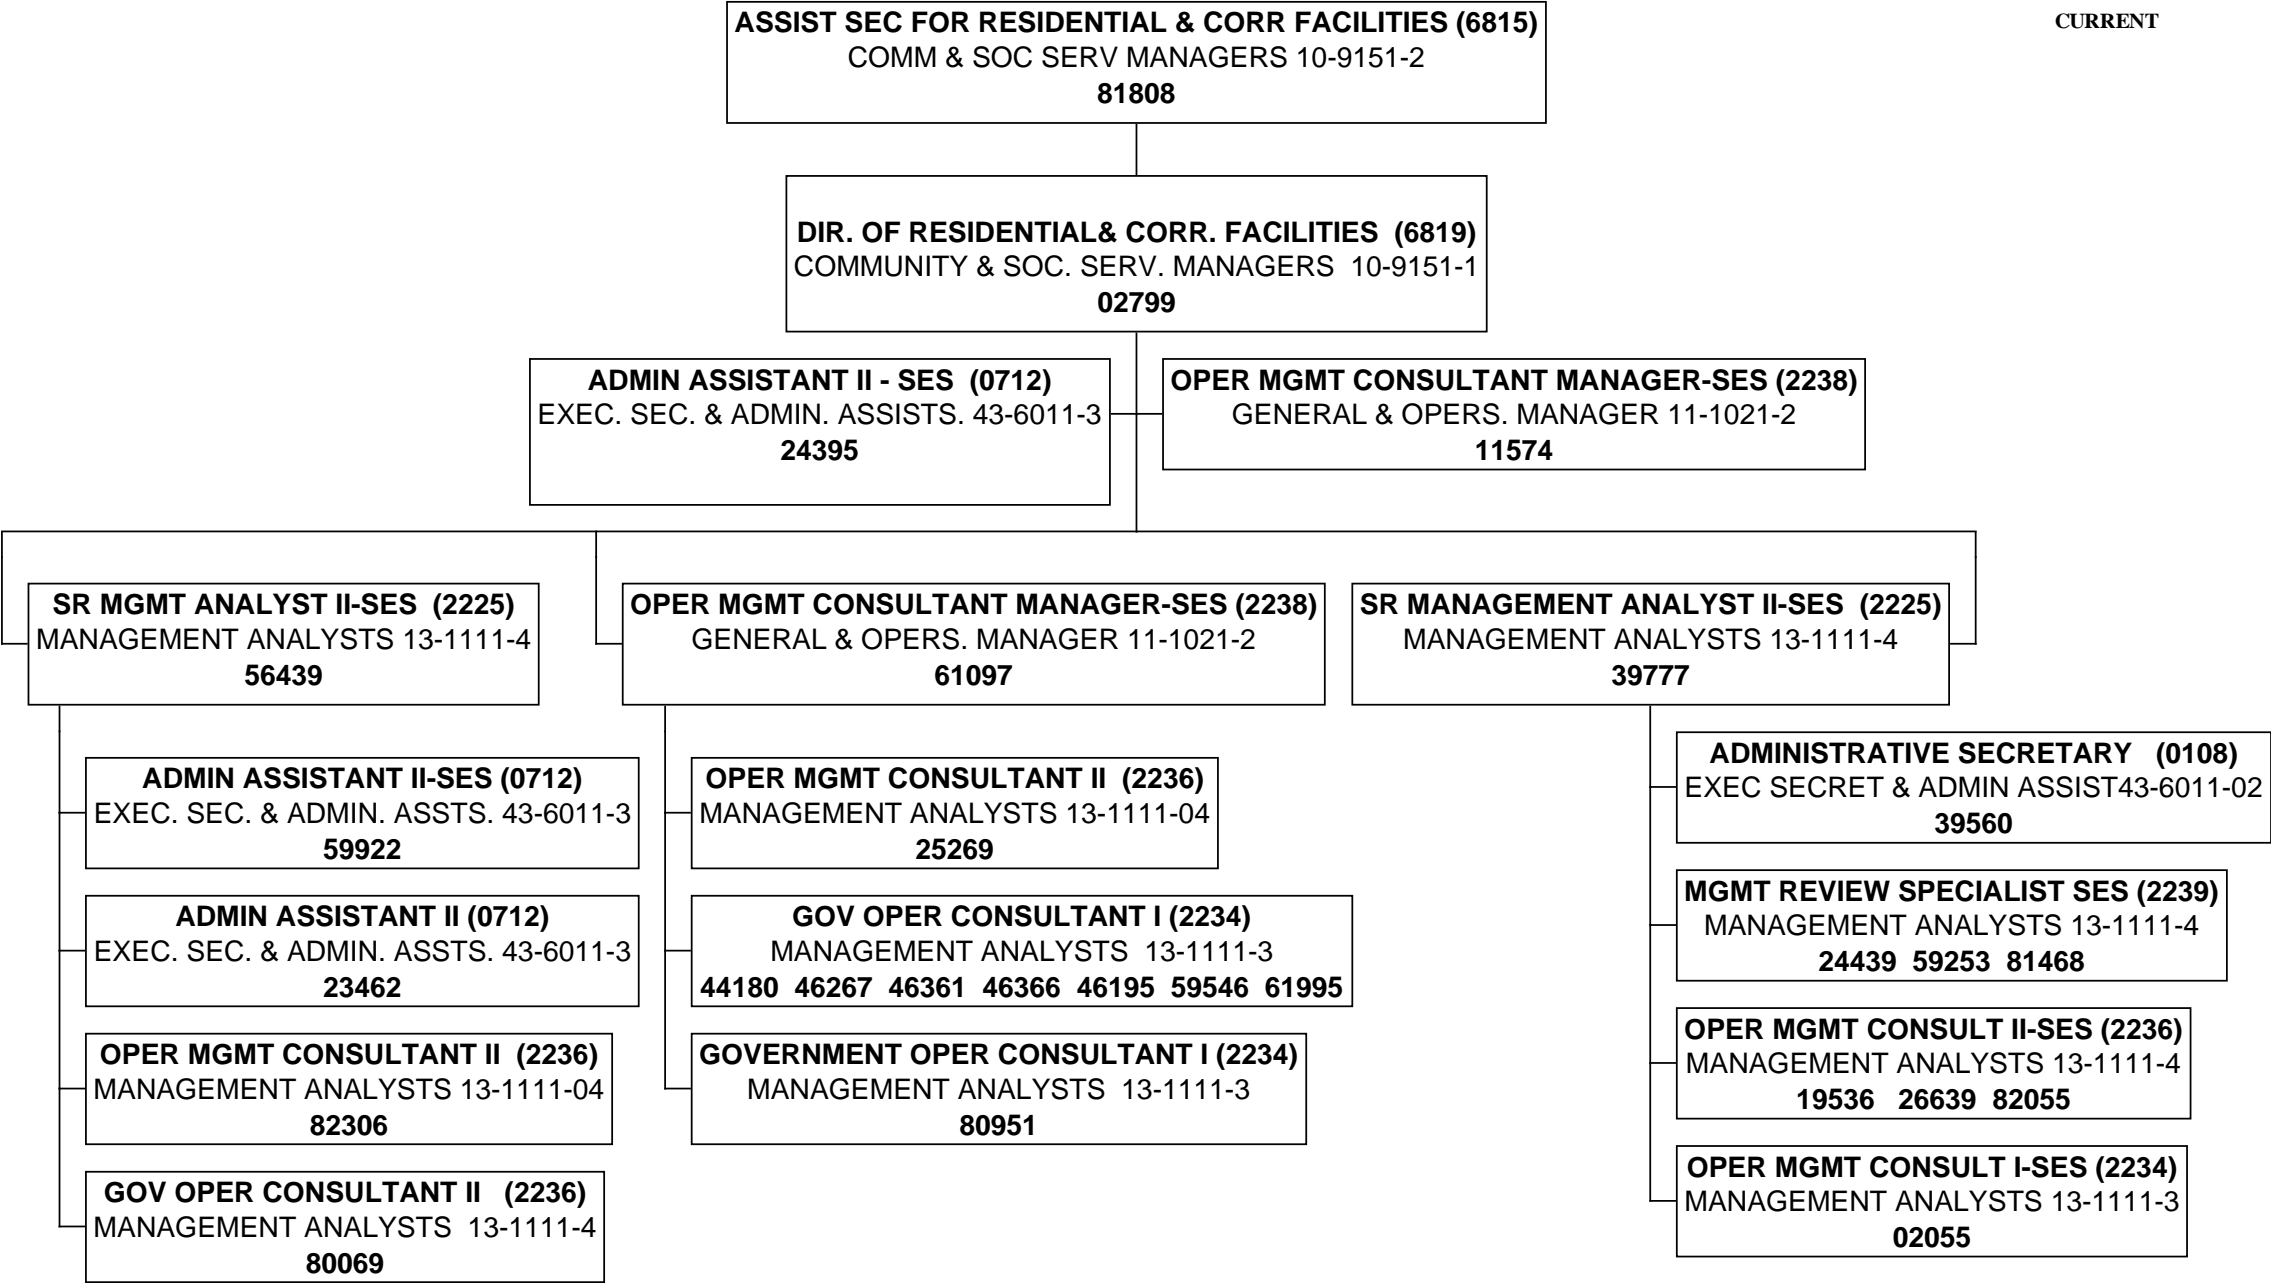 CURRENT
ASSIST SEC FOR RESIDENTIAL & CORR FACILITIES (6815)
COMM & SOC SERV MANAGERS 10-9151-2
81808
DIR. OF RESIDENTIAL& CORR. FACILITIES (6819)
COMMUNITY & SOC. SERV. MANAGERS 10-9151-1
02799
ADMIN ASSISTANT II - SES (0712)
EXEC. SEC. & ADMIN. ASSISTS. 43-6011-3
24395
OPER MGMT CONSULTANT MANAGER-SES (2238)
GENERAL & OPERS. MANAGER 11-1021-2
11574
SR MGMT ANALYST II-SES (2225)
MANAGEMENT ANALYSTS 13-1111-4
56439
ADMIN ASSISTANT II-SES (0712)
EXEC. SEC. & ADMIN. ASSTS. 43-6011-3
59922
ADMIN ASSISTANT II (0712)
EXEC. SEC. & ADMIN. ASSTS. 43-6011-3
23462
OPER MGMT CONSULTANT II (2236)
MANAGEMENT ANALYSTS 13-1111-04
82306
GOV OPER CONSULTANT II (2236)
MANAGEMENT ANALYSTS 13-1111-4
80069
OPER MGMT CONSULTANT MANAGER-SES (2238)
GENERAL & OPERS. MANAGER 11-1021-2
61097
OPER MGMT CONSULTANT II (2236)
MANAGEMENT ANALYSTS 13-1111-04
25269
GOV OPER CONSULTANT I (2234)
MANAGEMENT ANALYSTS 13-1111-3
44180 46267 46361 46366 46195 59546 61995
GOVERNMENT OPER CONSULTANT I (2234)
MANAGEMENT ANALYSTS 13-1111-3
80951
SR MANAGEMENT ANALYST II-SES (2225)
MANAGEMENT ANALYSTS 13-1111-4
39777
ADMINISTRATIVE SECRETARY (0108)
EXEC SECRET & ADMIN ASSIST43-6011-02
39560
MGMT REVIEW SPECIALIST SES (2239)
MANAGEMENT ANALYSTS 13-1111-4
24439 59253 81468
OPER MGMT CONSULT II-SES (2236)
MANAGEMENT ANALYSTS 13-1111-4
19536 26639 82055
OPER MGMT CONSULT I-SES (2234)
MANAGEMENT ANALYSTS 13-1111-3
02055